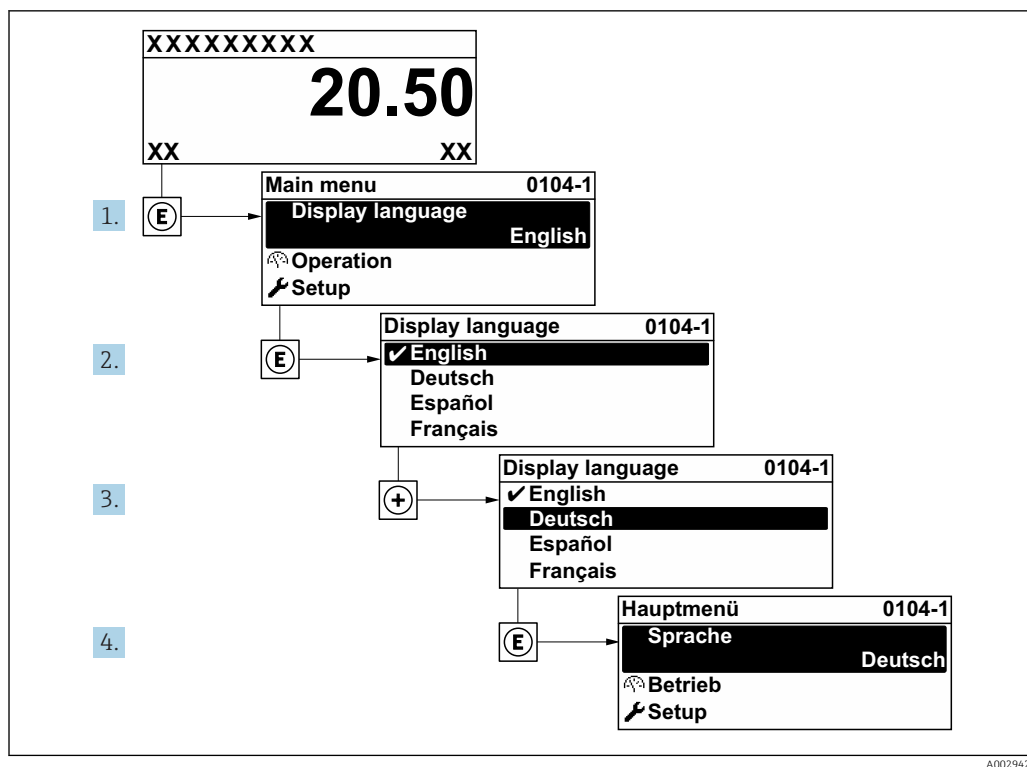 XXXXXXXXX
20.50
XX XX
1. E
Main menu 0104-1
Display language
English
Operation
Setup
2. E
Display language 0104-1
✔ English
Deutsch
Español
Français
3. +
Display language 0104-1
✔ English
Deutsch
Español
Français
4. E
Hauptmenü 0104-1
Sprache
Deutsch
Betrieb
Setup